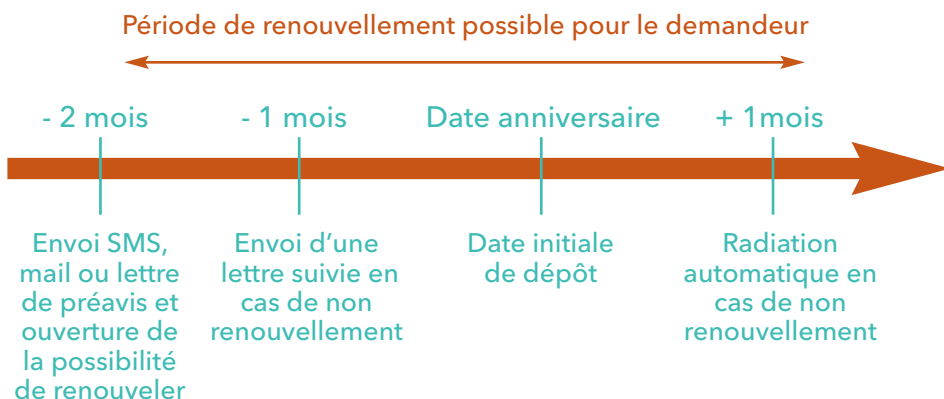 Période de renouvellement possible pour le demandeur
- 2 mois
- 1 mois
Date anniversaire
+ 1mois
Envoi SMS,
mail ou lettre
de préavis et
ouverture de
la possibilité
de renouveler
Envoi d’une
lettre suivie en
cas de non
renouvellement
Date initiale
de dépôt
Radiation
automatique en
cas de non
renouvellement